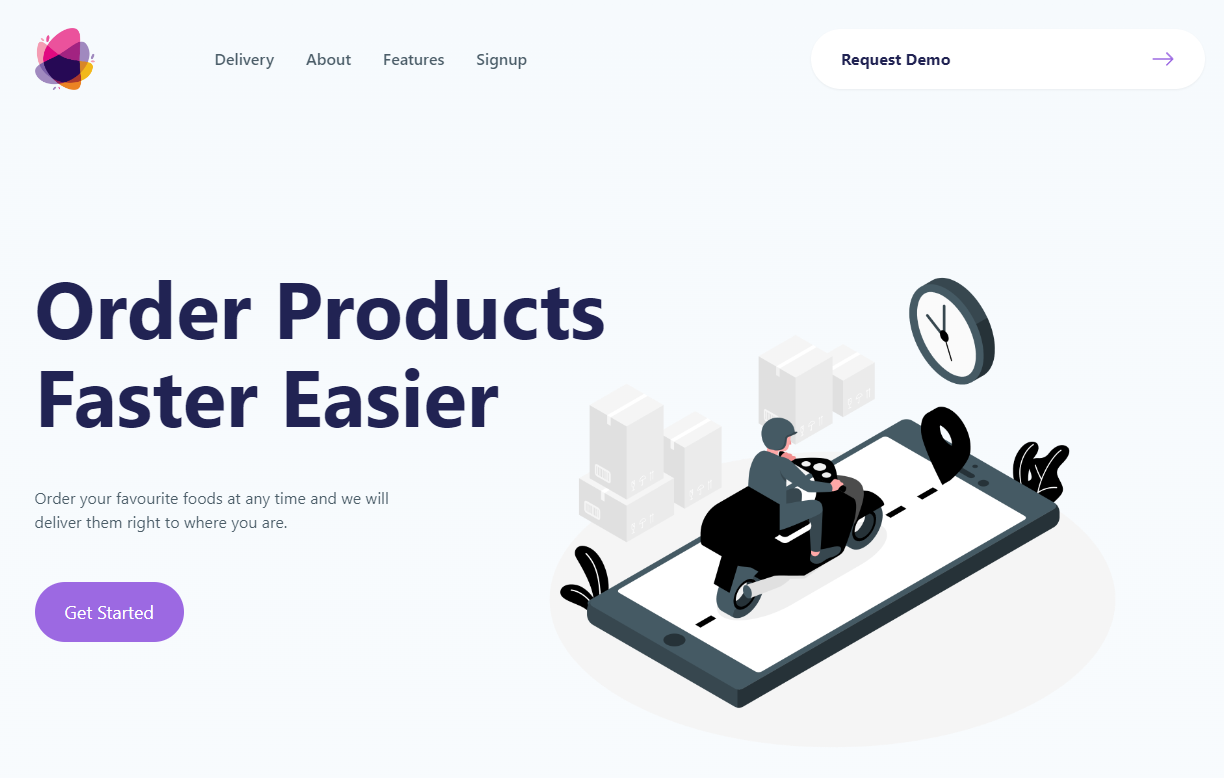 Delivery About Features Signup Request Demo
Order Products
Faster Easier
Order your favourite foods at any time and we will
deliver them right to where you are.
Get Started